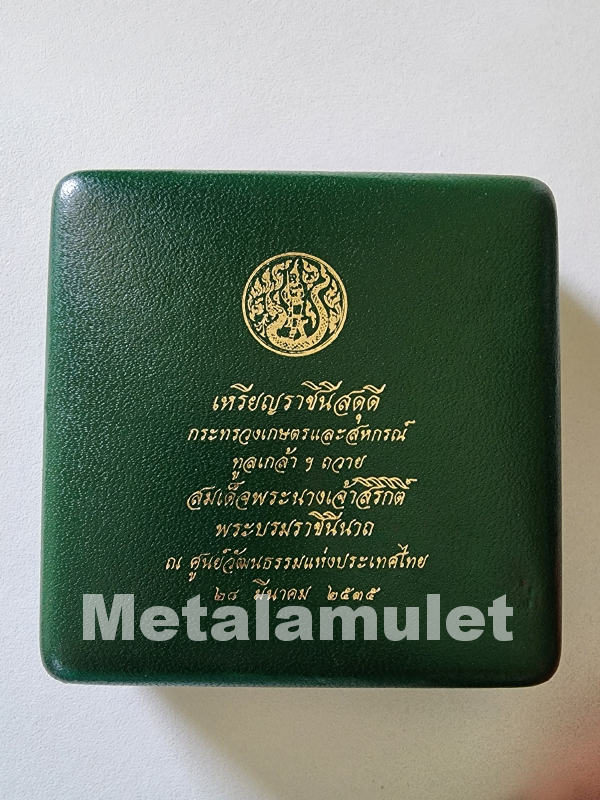 เหรียญราชินีสดุดี
กระทรวงเกษตรและสหกรณ์
ทูลเกล้า ฯ ถวาย
สมเด็จพระนางเจ้าสิริกิติ์
พระบรมราชินีนาถ
ณ ศูนย์วัฒนธรรมแห่งประเทศไทย
๒๘ มีนาคม ๒๕๓๕
Metalamulet